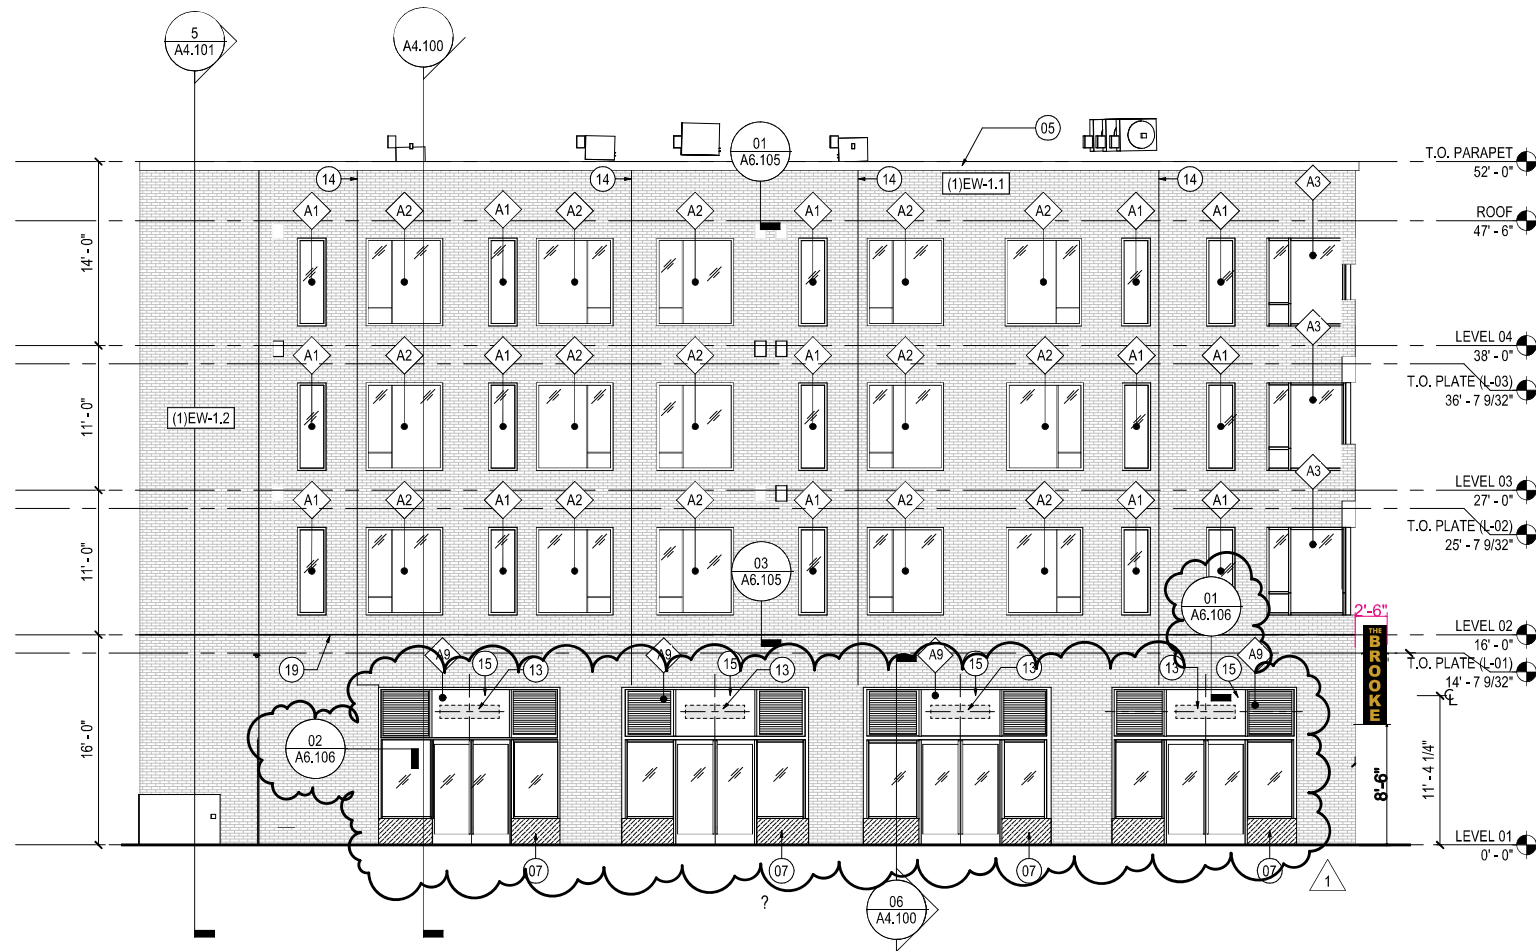 5
A4.101
A4.100
01
A6.105
05
T.O. PARAPET
52' - 0"
14
14
14
(1)EW-1.1
14
A3
A1
A2
A1
A2
A2
A1
A2
A2
A1
A1
ROOF
47' - 6"
14' - 0"
A3
LEVEL 04
38' - 0"
A1
A2
A1
A2
A2
A1
A2
A2
A1
A1
T.O. PLATE (L-03)
36' - 7 9/32"
11' - 0"
(1)EW-1.2
A3
LEVEL 03
27' - 0"
A1
A2
A1
A2
A2
A1
A2
A2
A1
A1
T.O. PLATE (L-02)
25' - 7 9/32"
11' - 0"
03
A6.105
01
A6.106
2'-6"
LEVEL 02
16' - 0"
THE
BROOKE
19
A9
15
13
A9
15
13
A9
15
13
13
15
A9
T.O. PLATE (L-01)
14' - 7 9/32"
CL
16' - 0"
02
A6.106
8'-6"
11' - 4 1/4"
LEVEL 01
0' - 0"
07
07
07
07
1
?
06
A4.100